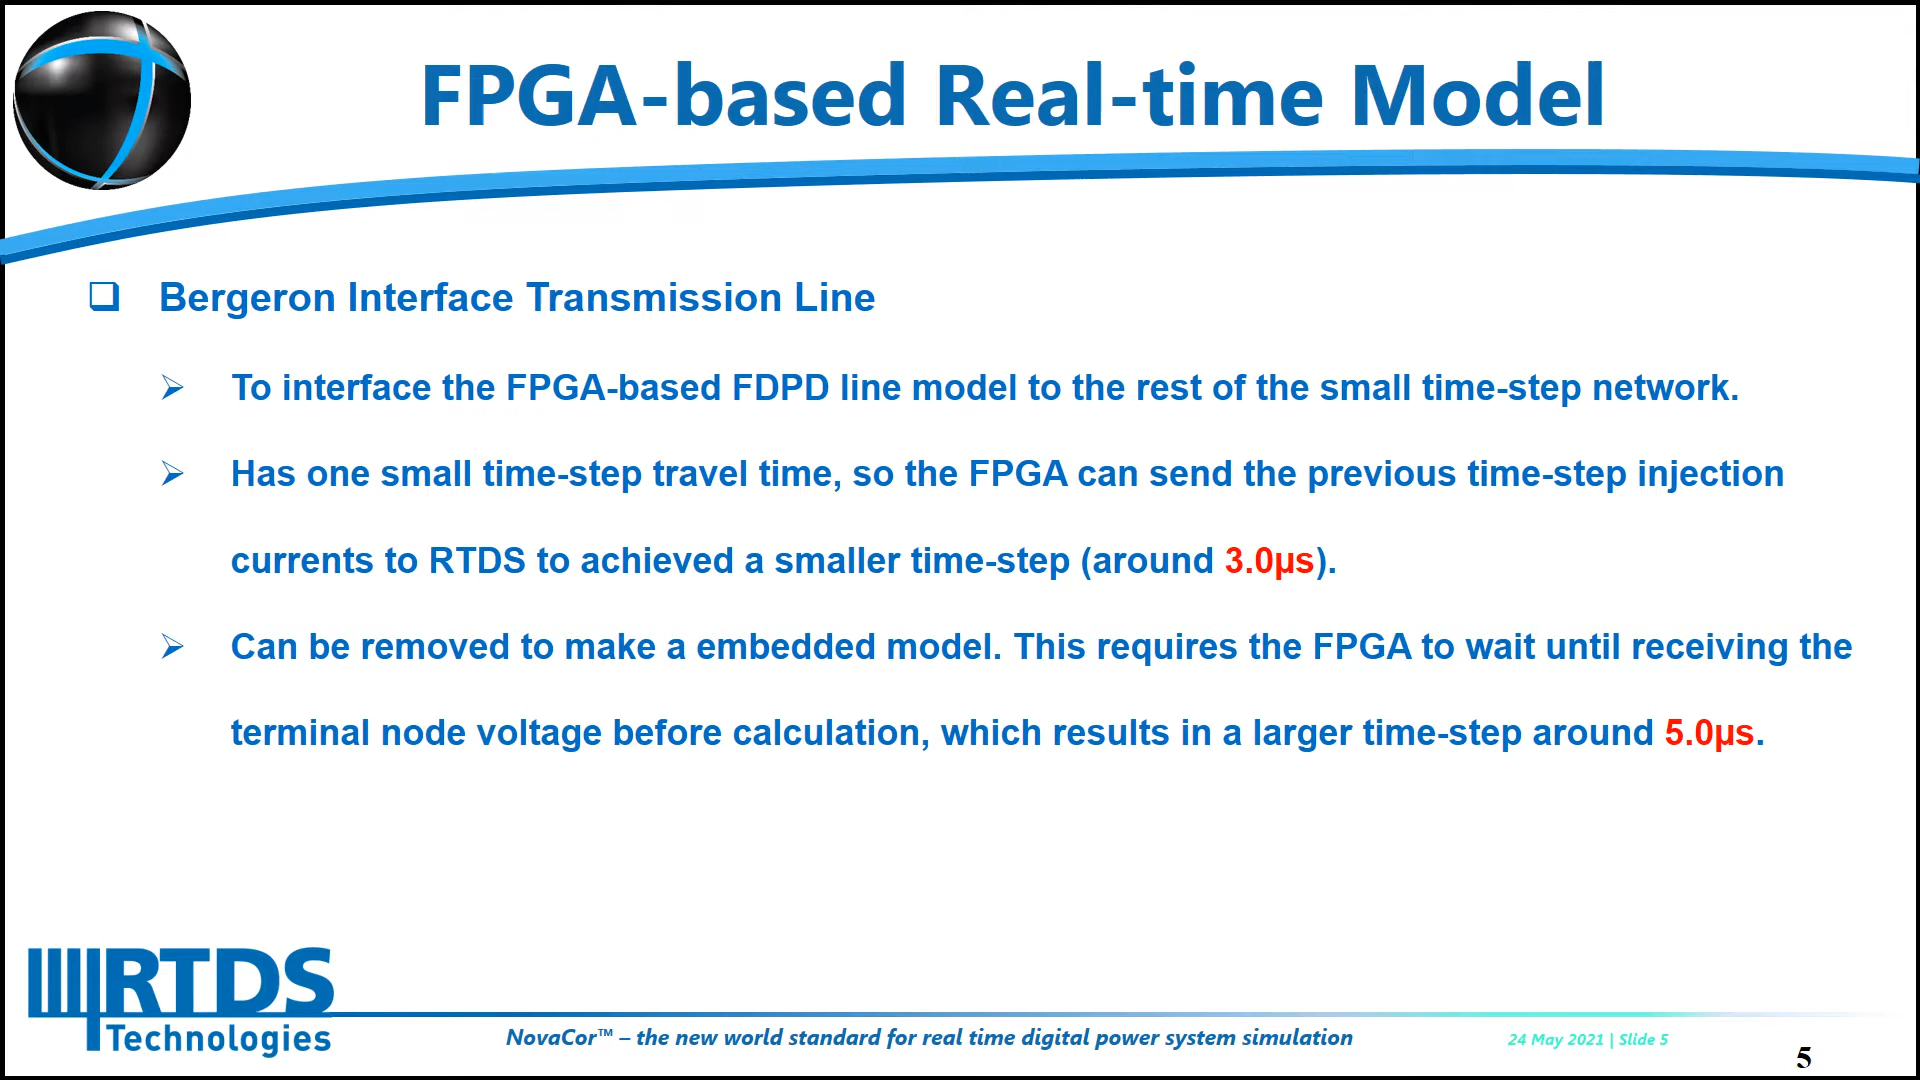 FPGA-based Real-time Model
Bergeron Interface Transmission Line
To interface the FPGA-based FDPD line model to the rest of the small time-step network.
Has one small time-step travel time, so the FPGA can send the previous time-step injection
currents to RTDS to achieved a smaller time-step (around 3.0µs).
Can be removed to make a embedded model. This requires the FPGA to wait until receiving the
terminal node voltage before calculation, which results in a larger time-step around 5.0µs.
RTDS
Technologies
NovaCor™ – the new world standard for real time digital power system simulation
24 May 2021 | Slide 5
5